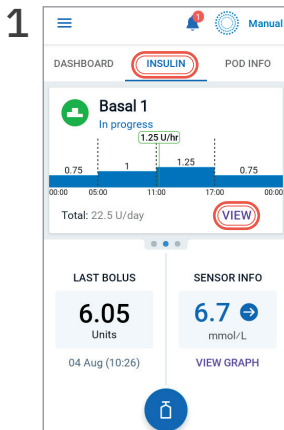 1
1
Manual
DASHBOARD INSULIN POD INFO
Basal 1
In progress
1.25 U/hr
0.75 1 1.25 0.75
00:00 05:00 11:00 17:00 00:00
Total: 22.5 U/day VIEW
LAST BOLUS
6.05
Units
04 Aug (10:26)
SENSOR INFO
6.7
mmol/L
VIEW GRAPH